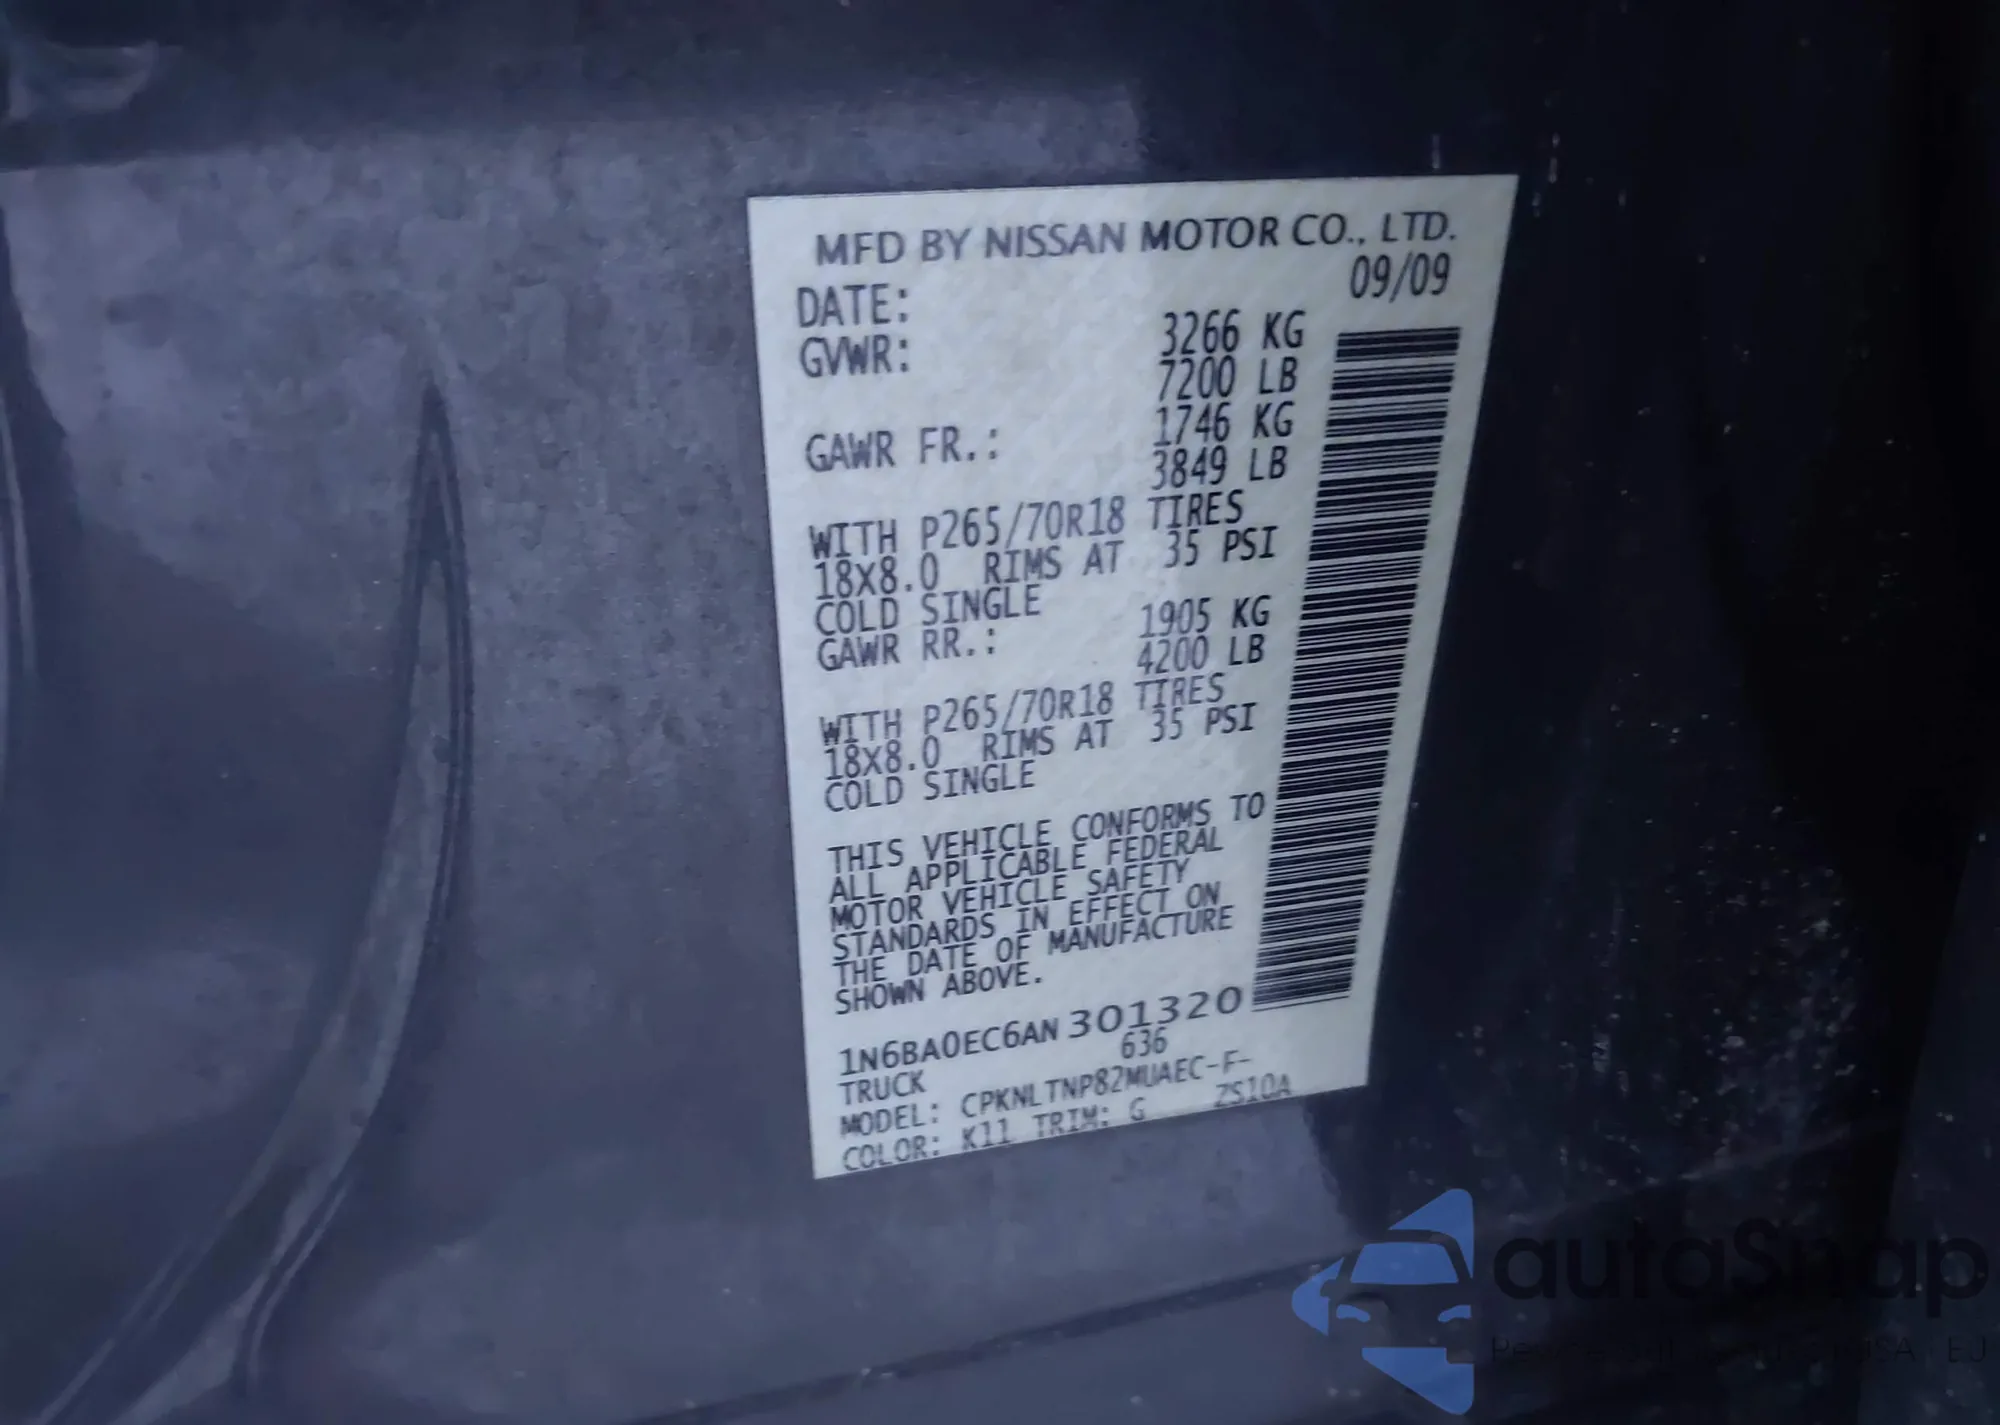 MFD BY NISSAN MOTOR CO., LTD.
DATE: 09/09
GVWR: 3266 KG
7200 LB
GAWR FR.: 1746 KG
3849 LB
WITH P265/70R18 TIRES
18X8.0 RIMS AT 35 PSI
COLD SINGLE
GAWR RR.: 1905 KG
4200 LB
WITH P265/70R18 TIRES
18X8.0 RIMS AT 35 PSI
COLD SINGLE
THIS VEHICLE CONFORMS TO
ALL APPLICABLE FEDERAL
MOTOR VEHICLE SAFETY
STANDARDS IN EFFECT ON
THE DATE OF MANUFACTURE
SHOWN ABOVE.
1N6BA0EC6AN 301320
TRUCK 636
MODEL: CPKNLTNP82MUAEC-F-
COLOR: K11 TRIM: G ZS10A
autoSnap